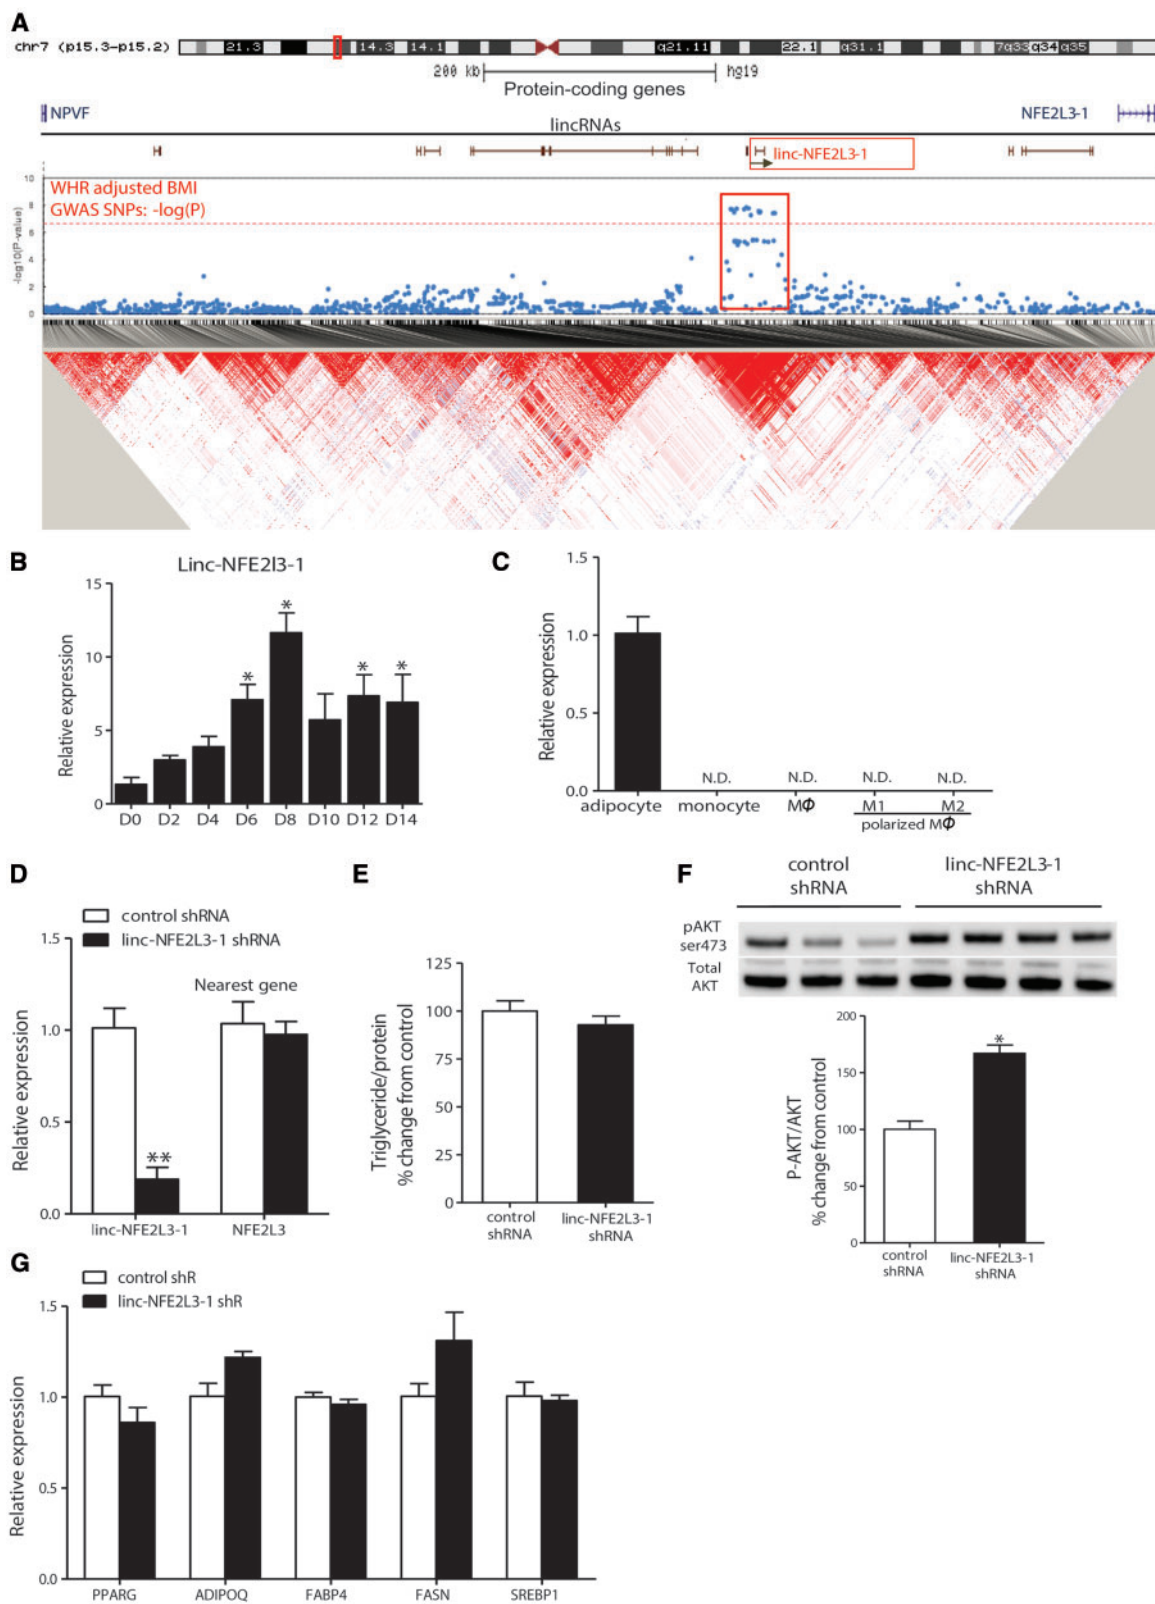 A
chr7 (p15.3-p15.2)
21.3
14.3
14.1
q21.11
22.1
q31.1
7q33
q34
q35
200 kb
hg19
Protein-coding genes
NPVF
NFE2L3-1
lincRNAs
linc-NFE2L3-1
WHR adjusted BMI
GWAS SNPs: -log(P)
-log10(P-value)
10
8
6
4
2
0
B
Linc-NFE2l3-1
Relative expression
15
10
5
0
*
*
*
*
D0 D2 D4 D6 D8 D10 D12 D14
C
Relative expression
1.5
1.0
0.5
0.0
N.D. N.D. N.D. N.D.
adipocyte monocyte MΦ M1 M2
polarized MΦ
D
control shRNA
linc-NFE2L3-1 shRNA
Relative expression
1.5
1.0
0.5
0.0
Nearest gene
**
linc-NFE2L3-1 NFE2L3
E
Triglyceride/protein
% change from control
125
100
75
50
25
0
control
shRNA
linc-NFE2L3-1
shRNA
F
control
shRNA
linc-NFE2L3-1
shRNA
pAKT
ser473
Total
AKT
P-AKT/AKT
% change from control
200
150
100
50
0
*
control
shRNA
linc-NFE2L3-1
shRNA
G
control shR
linc-NFE2L3-1 shR
Relative expression
1.5
1.0
0.5
0.0
PPARG ADIPOQ FABP4 FASN SREBP1